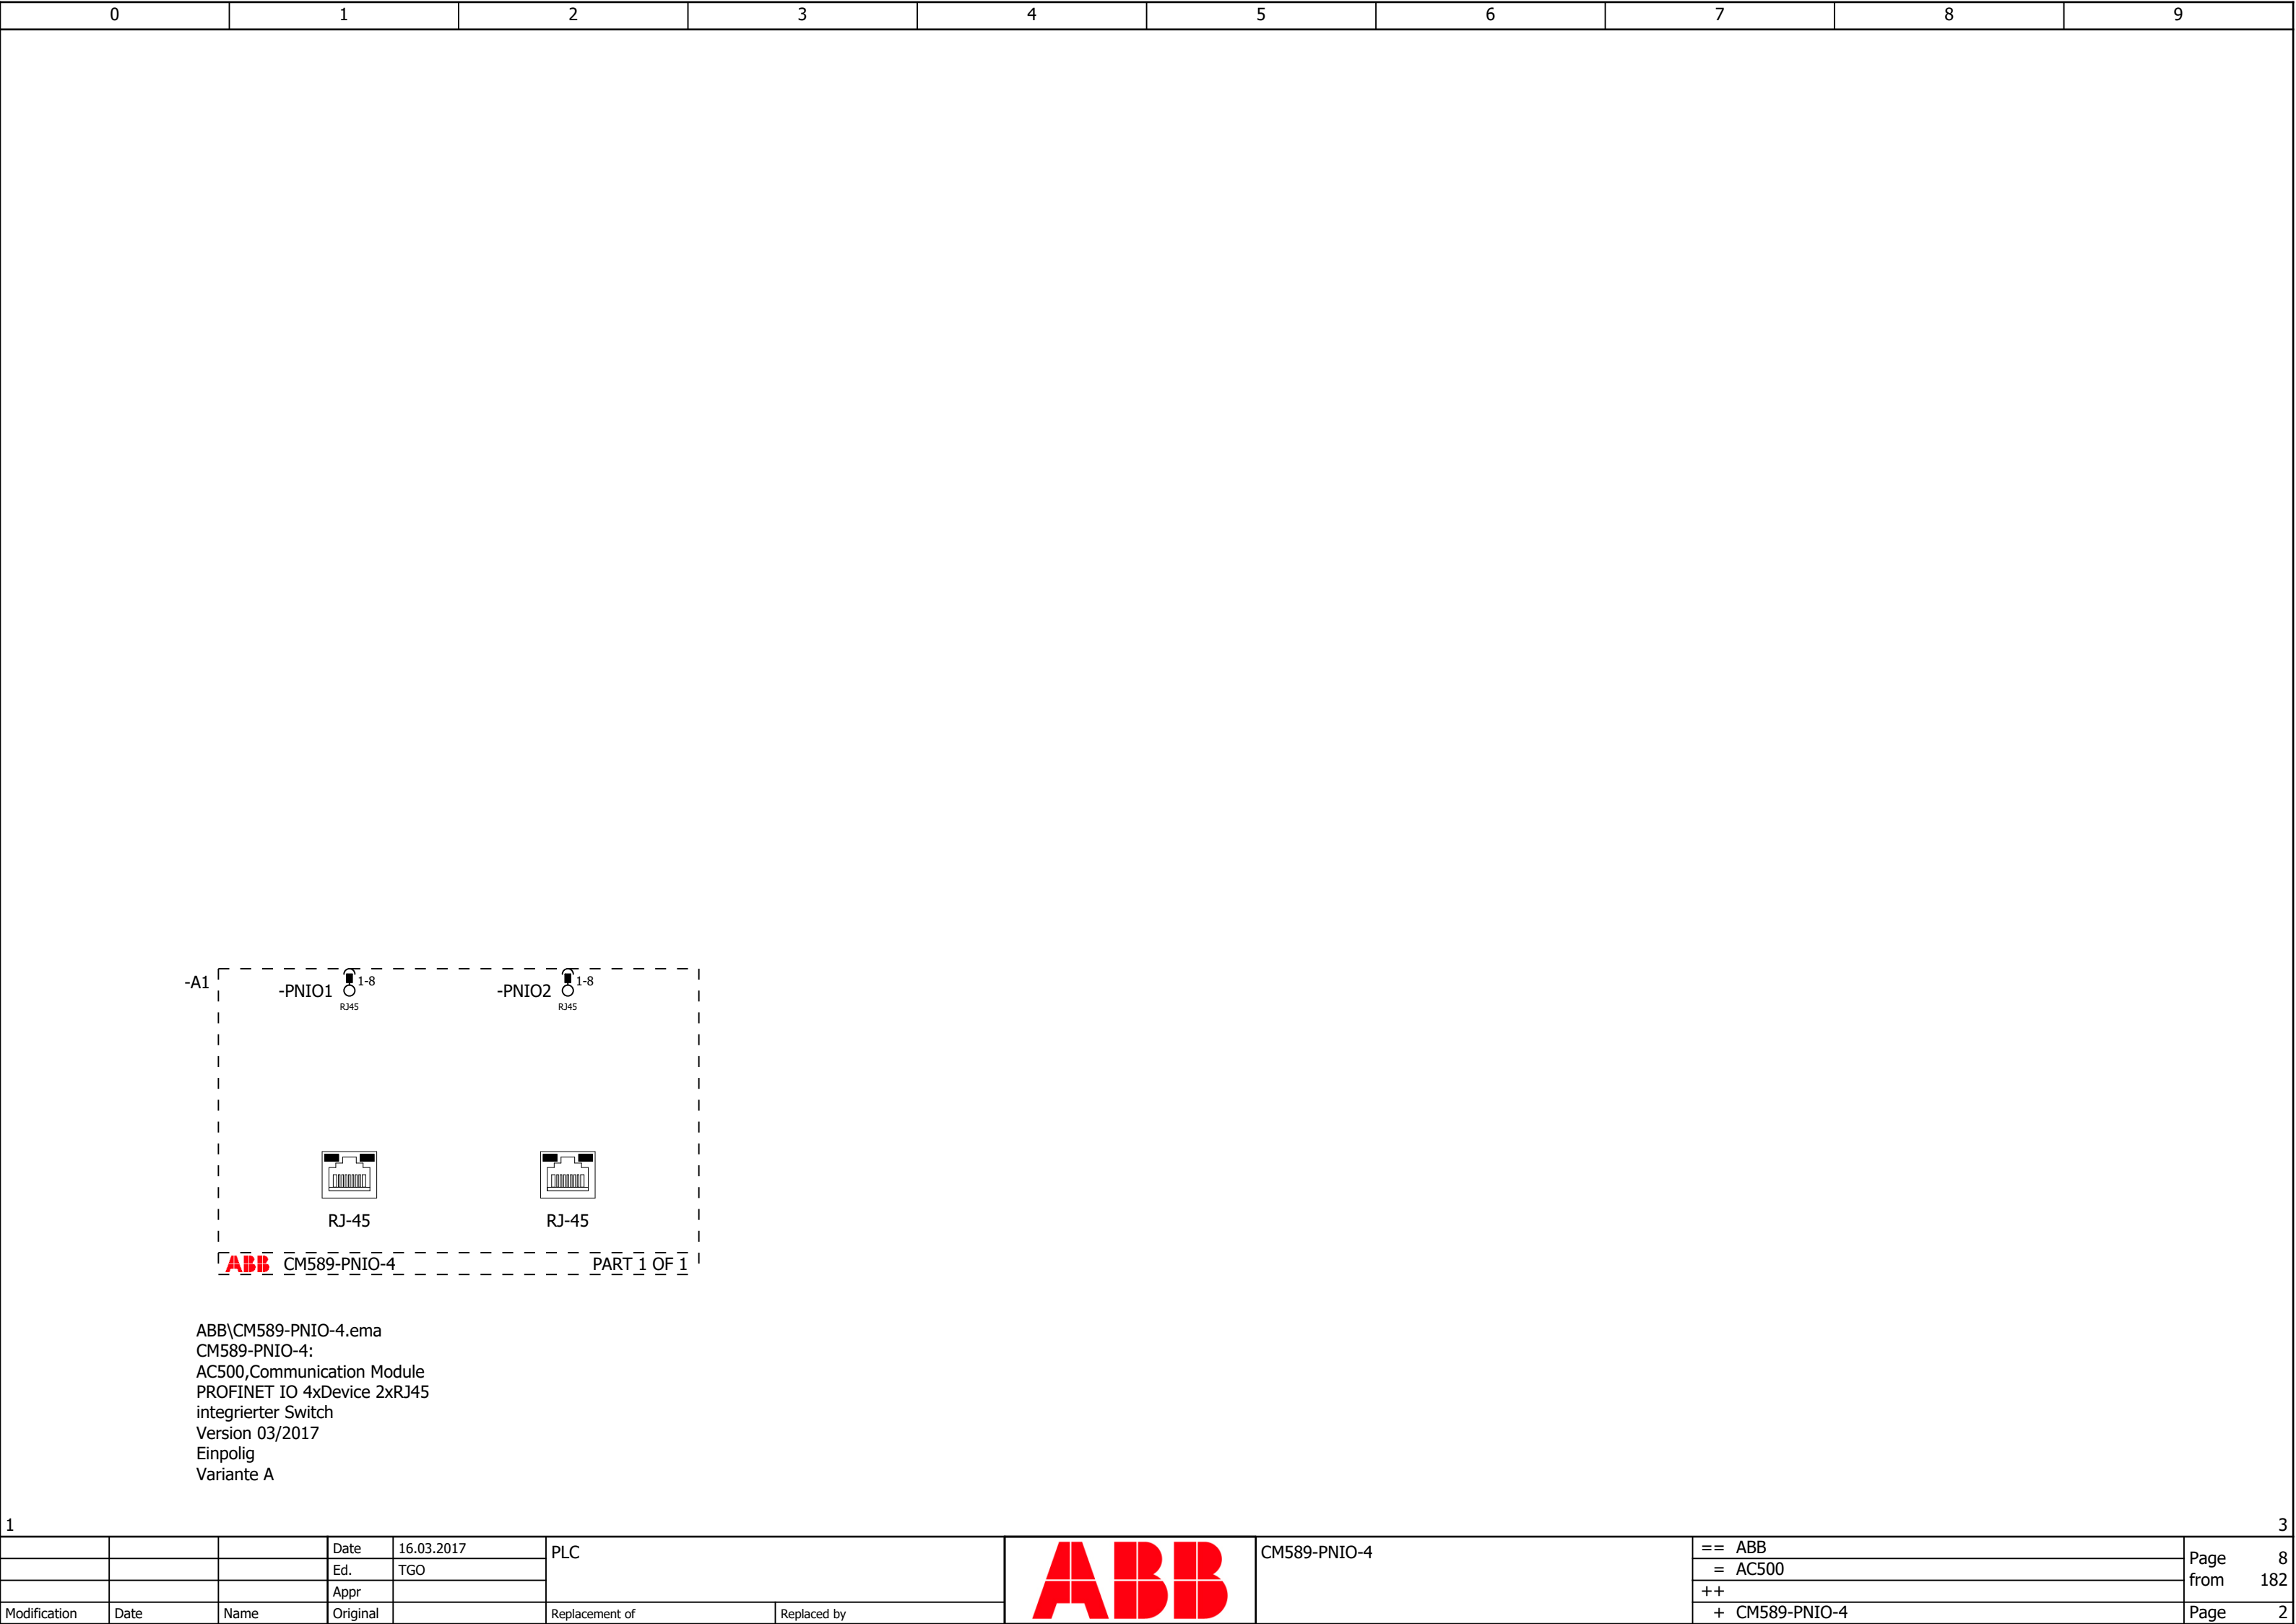 0 1 2 3 4 5 6 7 8 9
-A1
-PNIO1 1-8
RJ45
-PNIO2 1-8
RJ45
RJ-45 RJ-45
ABB CM589-PNIO-4 PART 1 OF 1
ABB\CM589-PNIO-4.ema
CM589-PNIO-4:
AC500,Communication Module
PROFINET IO 4xDevice 2xRJ45
integrierter Switch
Version 03/2017
Einpolig
Variante A
1 3
Date 16.03.2017
Ed. TGO
Appr
Modification Date Name Original
PLC
Replacement of Replaced by
ABB
CM589-PNIO-4
== ABB
= AC500
++
+ CM589-PNIO-4
Page 8
from 182
Page 2